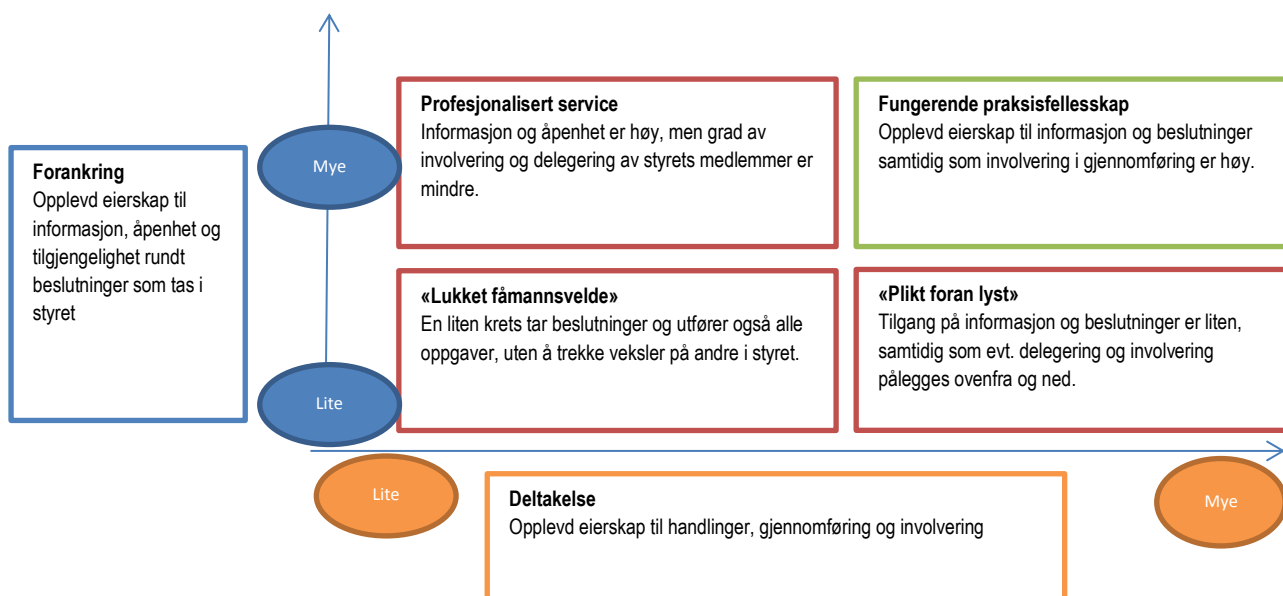 Forankring
Opplevd eierskap til
informasjon, åpenhet og
tilgjengelighet rundt
beslutninger som tas i
styret
Mye
Lite
Profesjonalisert service
Informasjon og åpenhet er høy, men grad av
involvering og delegering av styrets medlemmer er
mindre.
Fungerende praksisfellesskap
Opplevd eierskap til informasjon og beslutninger
samtidig som involvering i gjennomføring er høy.
«Lukket fåmannsvelde»
En liten krets tar beslutninger og utfører også alle
oppgaver, uten å trekke veksler på andre i styret.
«Plikt foran lyst»
Tilgang på informasjon og beslutninger er liten,
samtidig som evt. delegering og involvering
pålegges ovenfra og ned.
Lite
Deltakelse
Opplevd eierskap til handlinger, gjennomføring og involvering
Mye